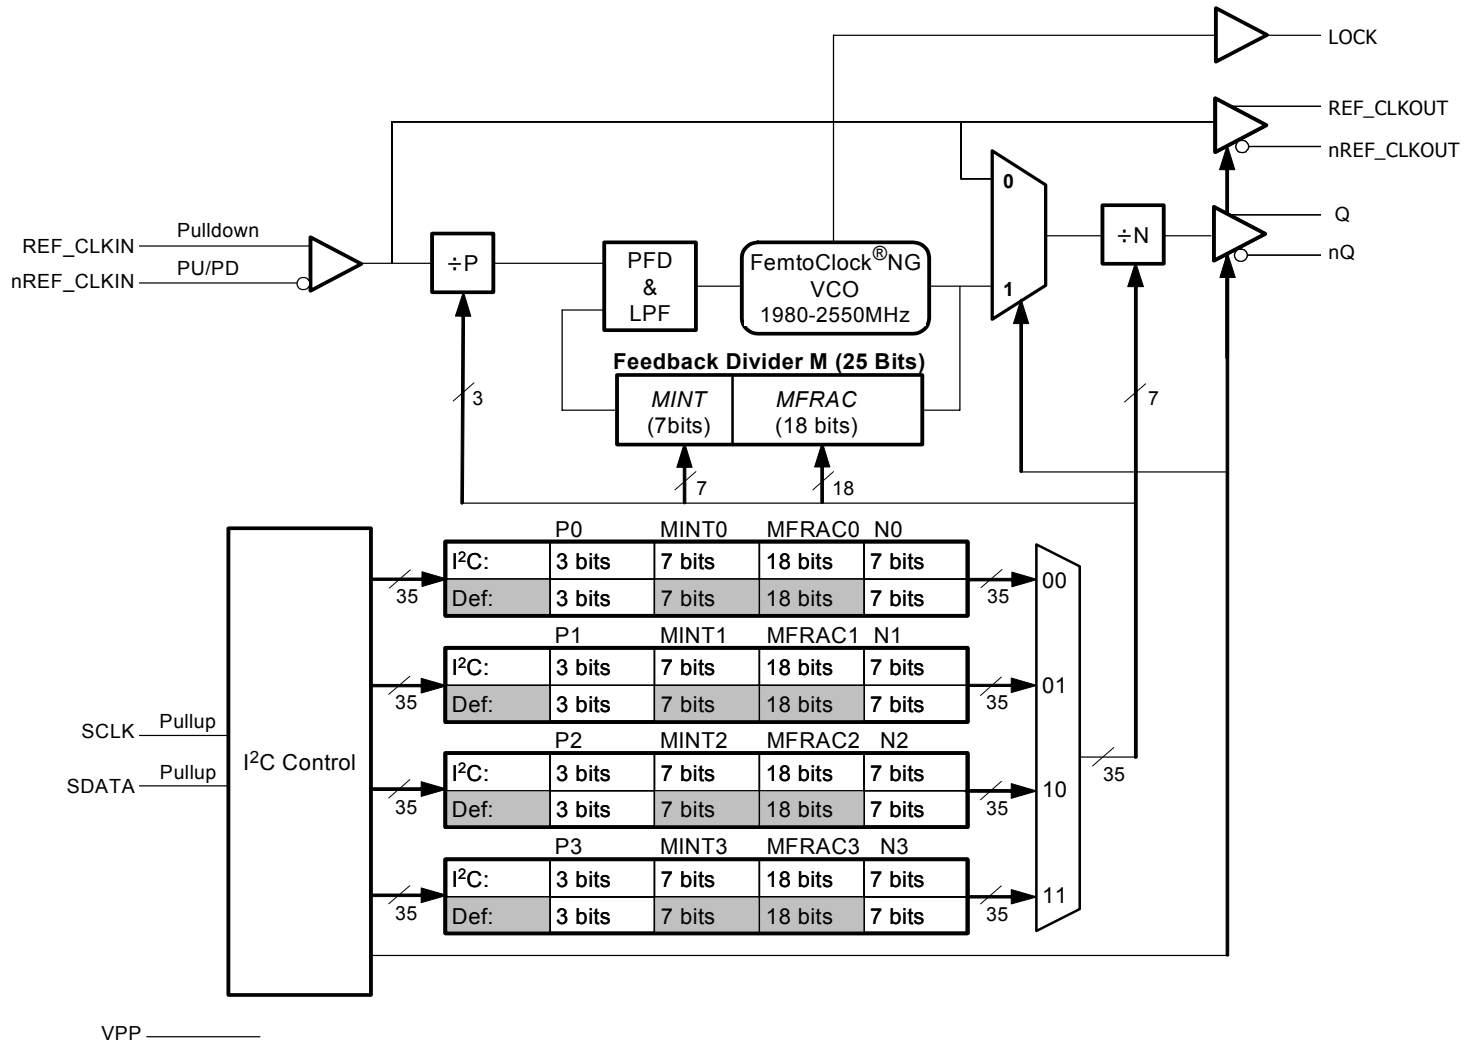 LOCK
REF_CLKOUT
nREF_CLKOUT
Q
nQ
REF_CLKIN
Pulldown
nREF_CLKIN
PU/PD
÷P
PFD
&
LPF
FemtoClock®NG
VCO
1980-2550MHz
0
1
÷N
Feedback Divider M (25 Bits)
MINT
(7bits)
MFRAC
(18 bits)
3
7
18
7
P0 MINT0 MFRAC0 N0
I²C: 3 bits 7 bits 18 bits 7 bits
Def: 3 bits 7 bits 18 bits 7 bits
35
35
00
P1 MINT1 MFRAC1 N1
I²C: 3 bits 7 bits 18 bits 7 bits
Def: 3 bits 7 bits 18 bits 7 bits
35
35
01
P2 MINT2 MFRAC2 N2
I²C: 3 bits 7 bits 18 bits 7 bits
Def: 3 bits 7 bits 18 bits 7 bits
35
35
10
P3 MINT3 MFRAC3 N3
I²C: 3 bits 7 bits 18 bits 7 bits
Def: 3 bits 7 bits 18 bits 7 bits
35
35
11
35
SCLK
Pullup
SDATA
Pullup
I²C Control
VPP